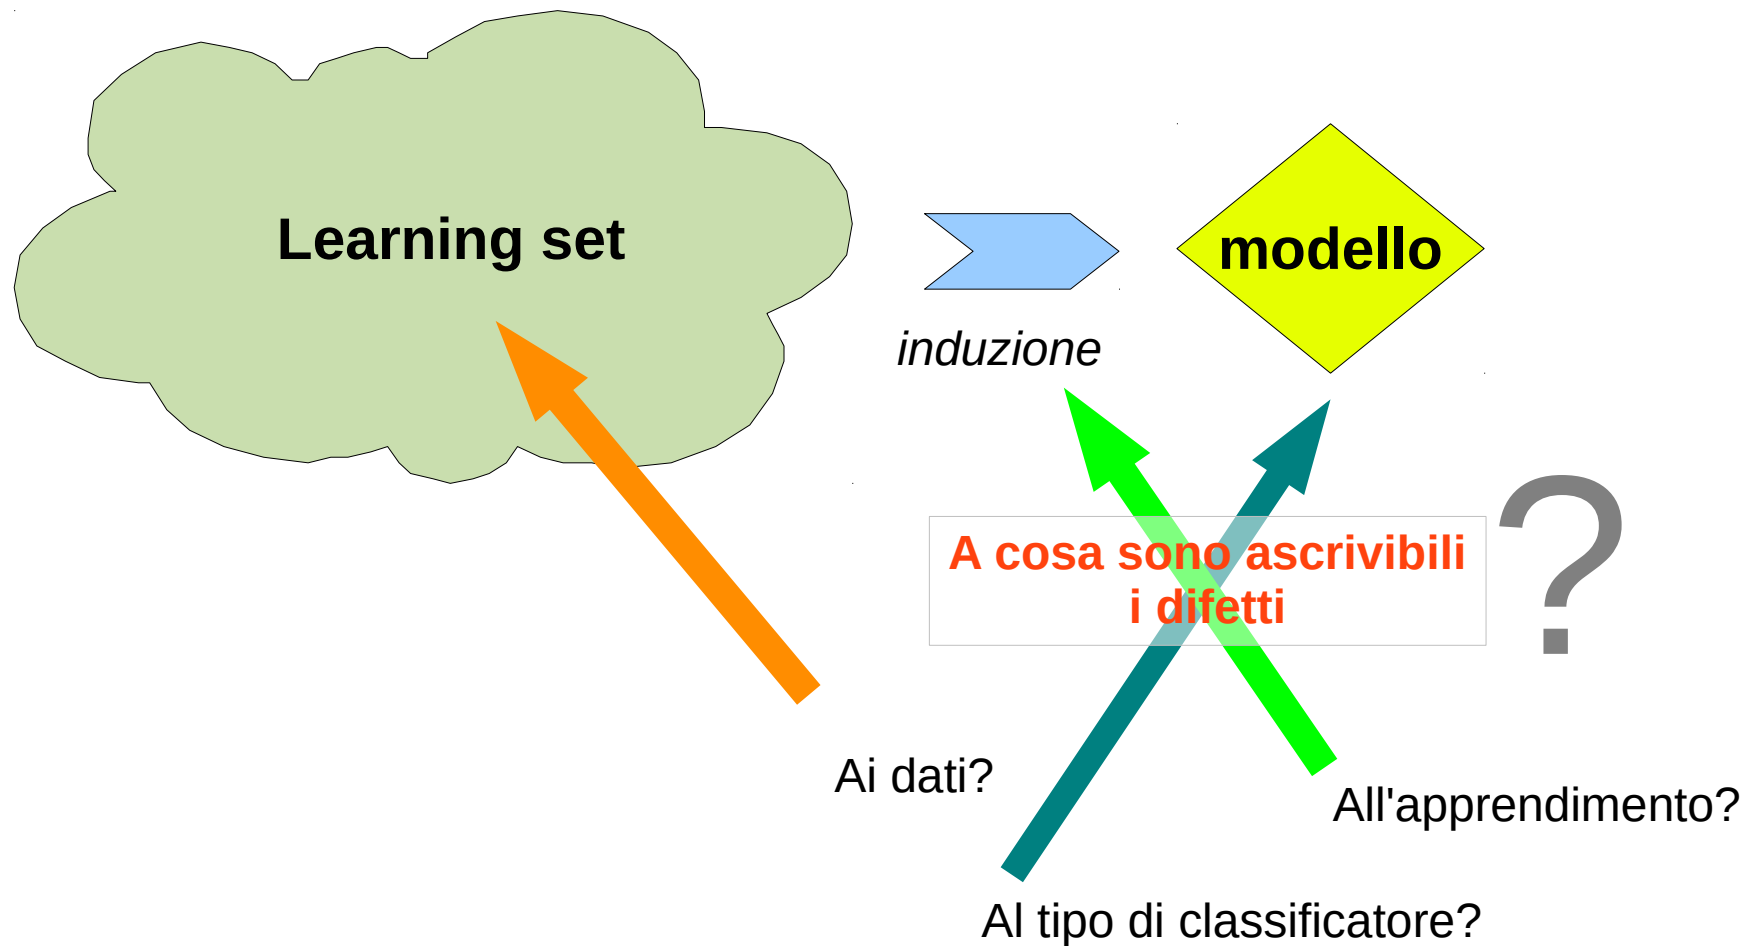 Learning set
modello
induzione
A cosa sono ascrivibili
i difetti
?
Ai dati?
All'apprendimento?
Al tipo di classificatore?